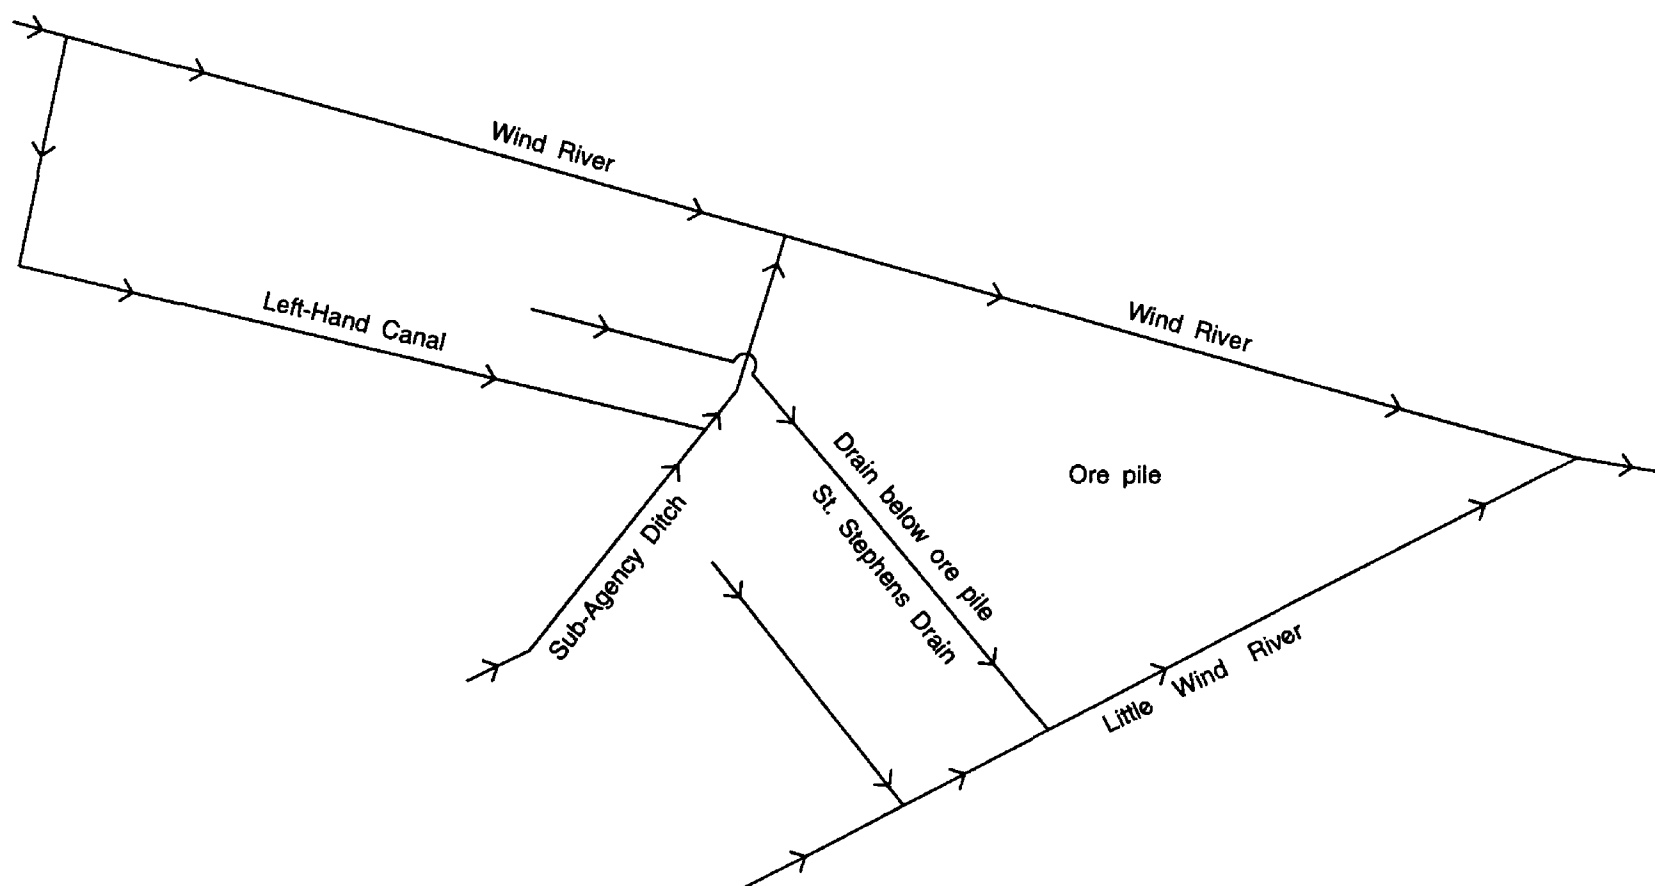 Wind River
Left-Hand Canal
Wind River
Drain below ore pile
Ore pile
St. Stephens Drain
Sub-Agency Ditch
Little Wind River